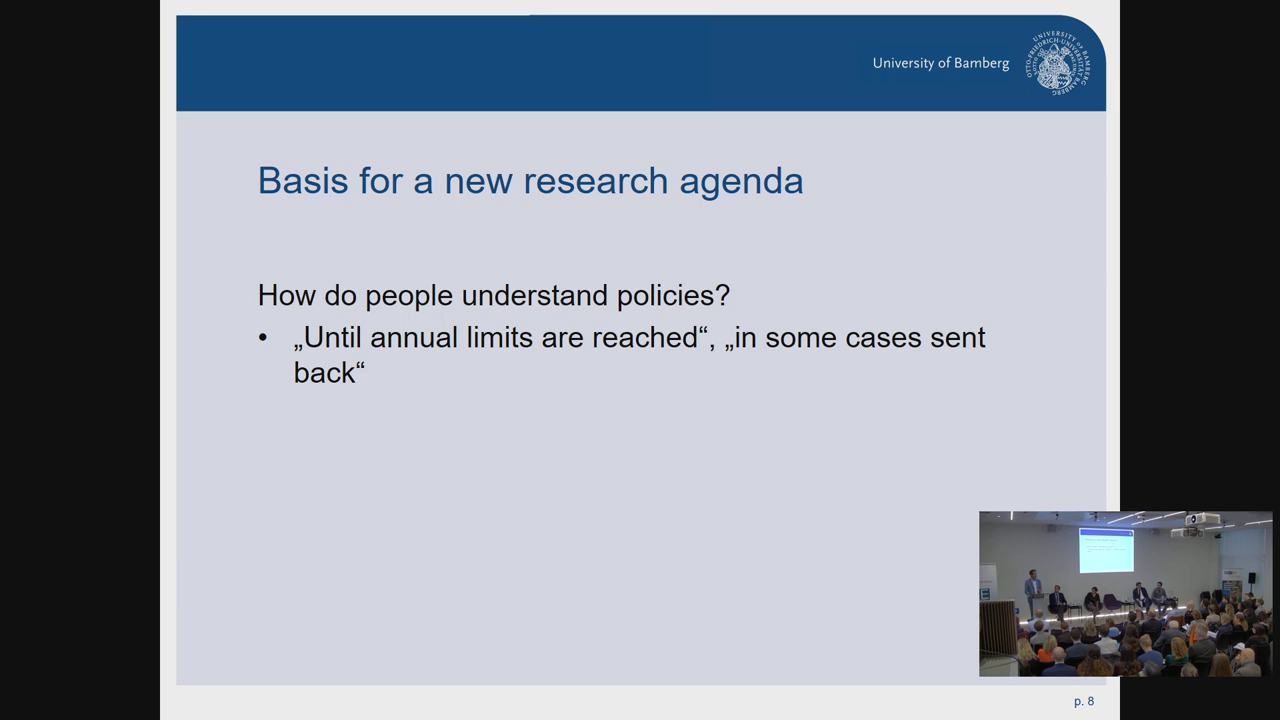 University of Bamberg
Basis for a new research agenda
How do people understand policies?
• „Until annual limits are reached“, „in some cases sent
back“
p. 8